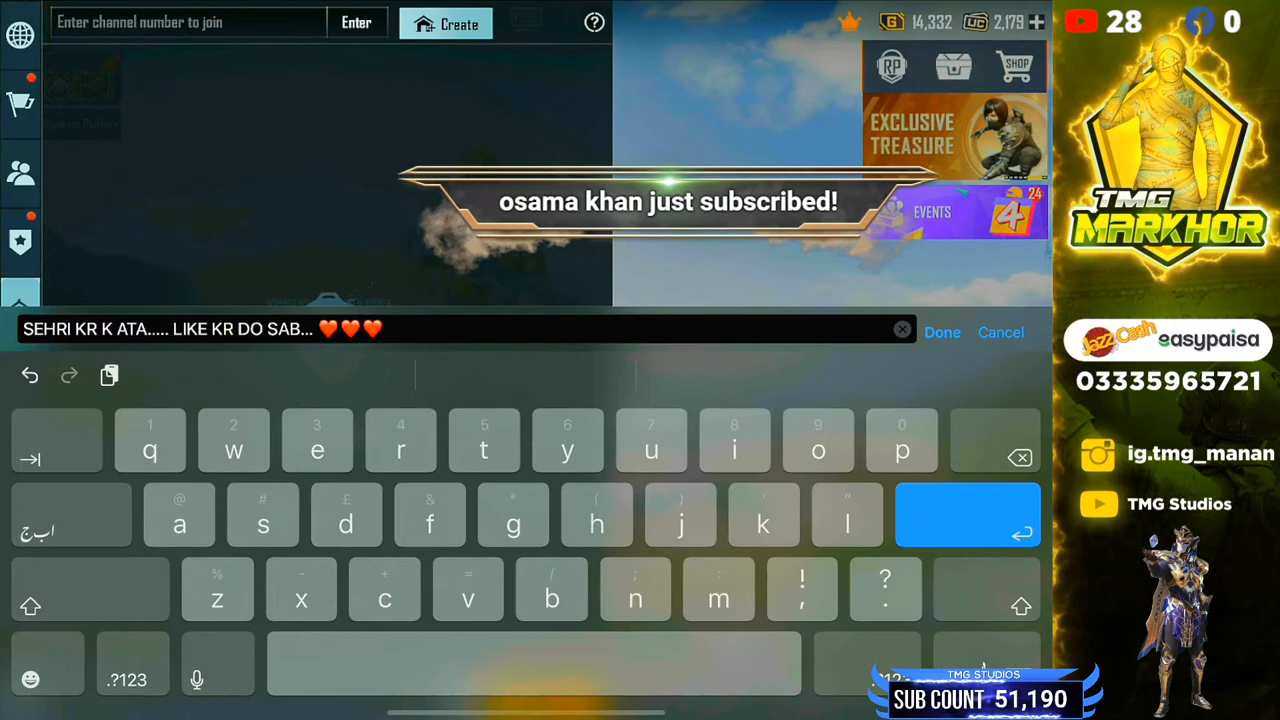 Enter channel number to join
Enter
Create
?
14,332
UC
2,179
28
0
RP
SHOP
EXCLUSIVE
TREASURE
osama khan just subscribed!
EVENTS
24
4
TMG
MARKHOR
SEHRI KR K ATA..... LIKE KR DO SAB... ❤️❤️❤️
Done
Cancel
JazzCash
easypaisa
03335965721
1 2 3 4 5 6 7 8 9 0
q w e r t y u i o p
ig.tmg_manan
@ # £ & * ( ) ' "
ا ب ج
a s d f g h j k l
TMG Studios
% - + = / ; : ! ?
z x c v b n m , .
.?123
TMG STUDIOS
SUB COUNT 51,190